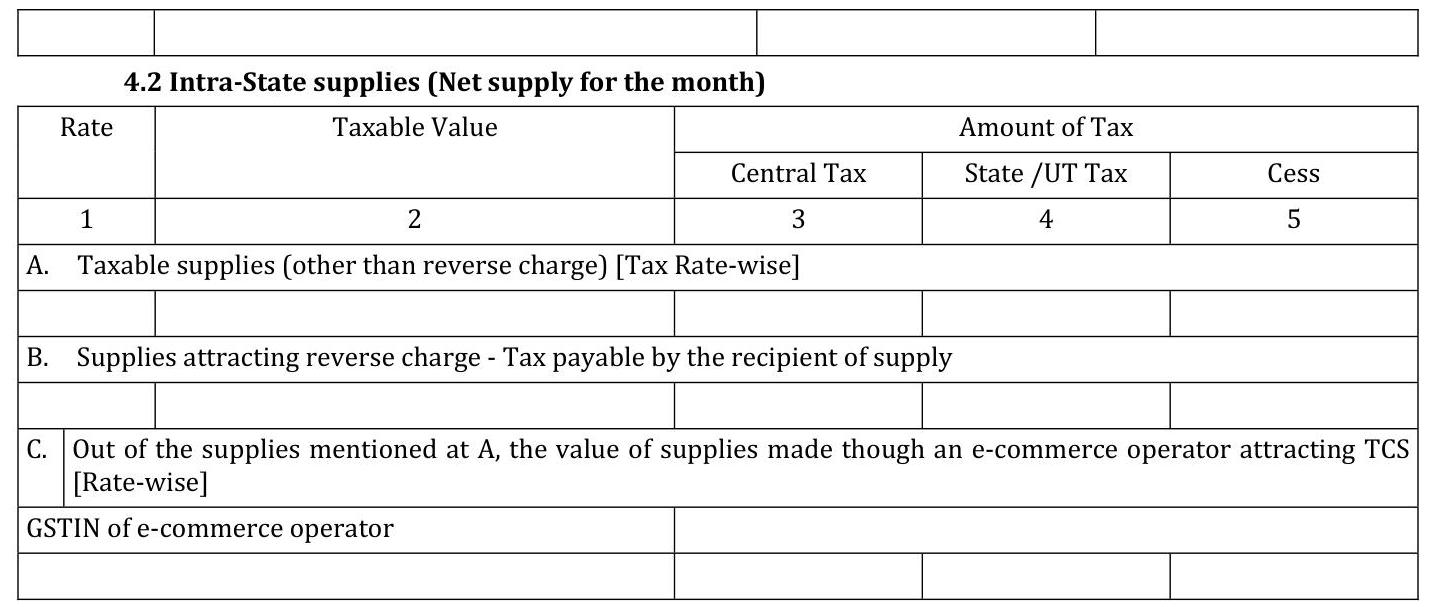 4.2 Intra-State supplies (Net supply for the month)
Rate Taxable Value Amount of Tax
Central Tax State /UT Tax Cess
1 2 3 4 5
A. Taxable supplies (other than reverse charge) [Tax Rate-wise]
B. Supplies attracting reverse charge - Tax payable by the recipient of supply
C. Out of the supplies mentioned at A, the value of supplies made though an e-commerce operator attracting TCS
[Rate-wise]
GSTIN of e-commerce operator